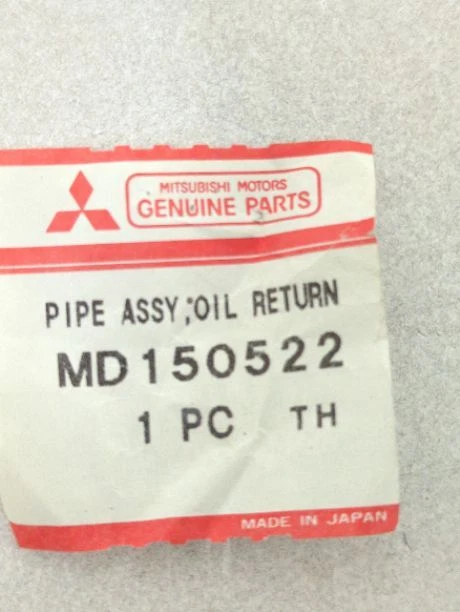 MITSUBISHI MOTORS
GENUINE PARTS
PIPE ASSY,OIL RETURN
MD150522
1 PC TH
MADE IN JAPAN